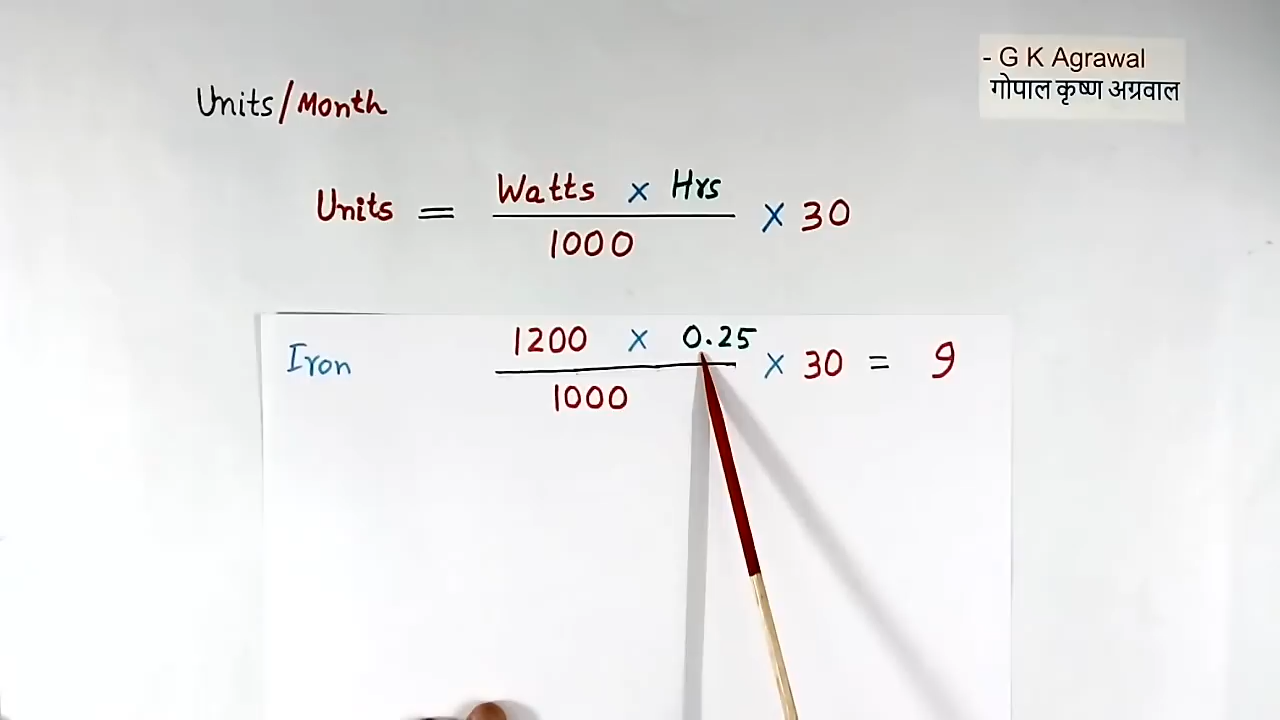 - G K Agrawal
गोपाल कृष्ण अग्रवाल
Units/Month
Units = Watts x Hrs / 1000 x 30
Iron 1200 x 0.25 / 1000 x 30 = 9